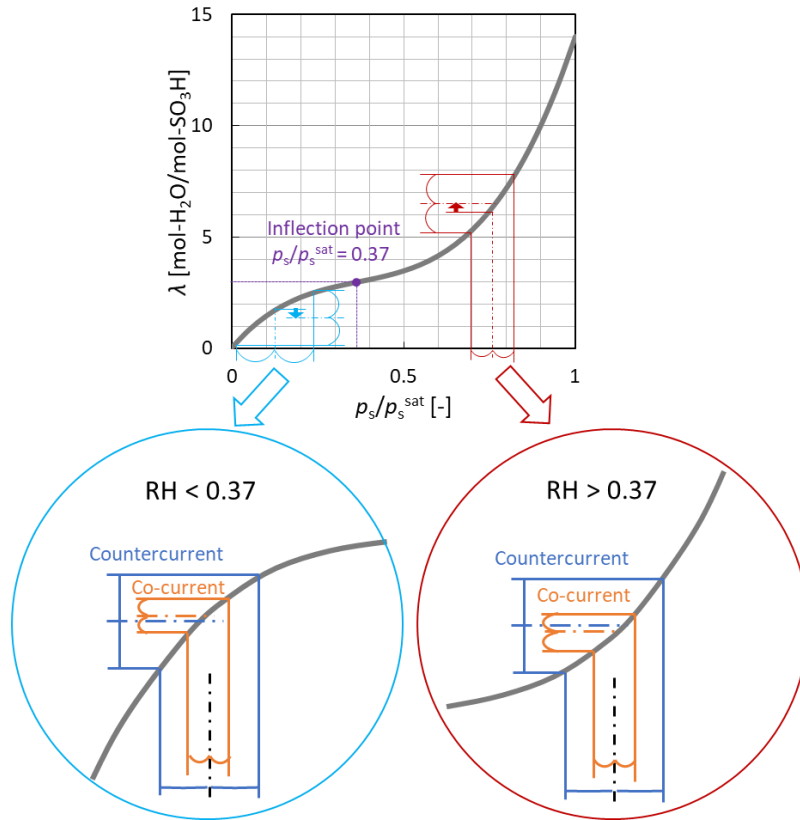 15
10
5
0
λ [mol-H₂O/mol-SO₃H]
Inflection point
pₛ/pₛˢᵃᵗ = 0.37
0
0.5
1
pₛ/pₛˢᵃᵗ [-]
RH < 0.37
Countercurrent
Co-current
RH > 0.37
Countercurrent
Co-current